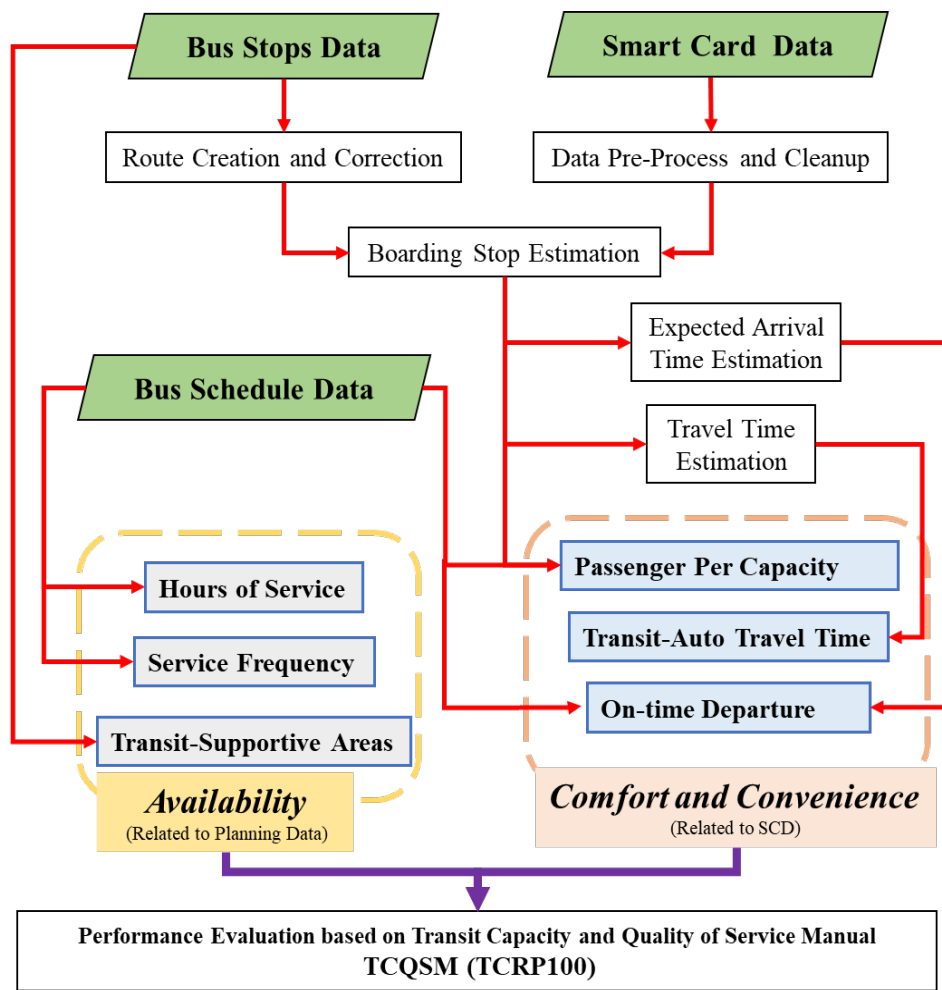 Bus Stops Data
Smart Card Data
Route Creation and Correction
Data Pre-Process and Cleanup
Boarding Stop Estimation
Expected Arrival
Time Estimation
Bus Schedule Data
Travel Time
Estimation
Hours of Service
Service Frequency
Transit-Supportive Areas
Passenger Per Capacity
Transit-Auto Travel Time
On-time Departure
Availability
(Related to Planning Data)
Comfort and Convenience
(Related to SCD)
Performance Evaluation based on Transit Capacity and Quality of Service Manual
TCQSM (TCRP100)